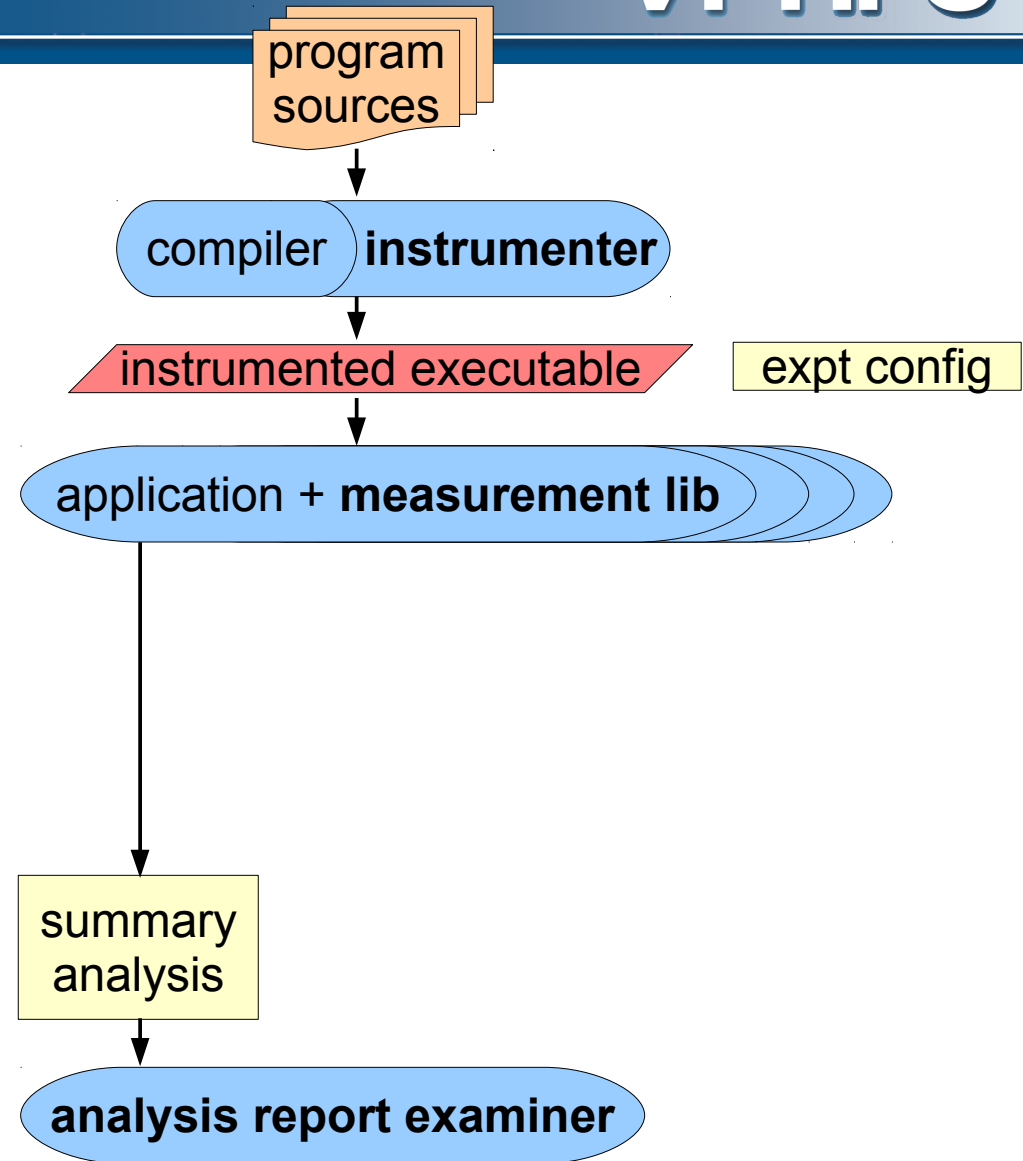 program
sources
compiler instrumenter
instrumented executable
expt config
application + measurement lib
summary
analysis
analysis report examiner